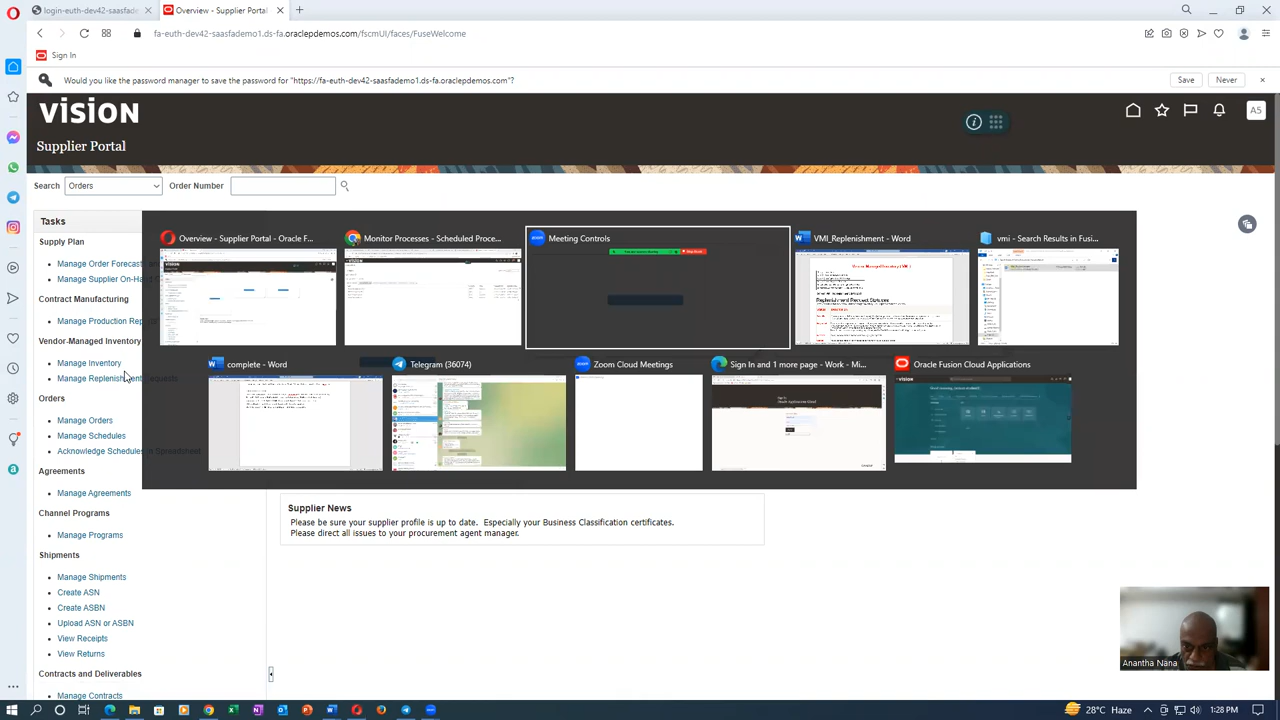 login-euth-dev42-saasfade
Overview - Supplier Portal - O
fa-euth-dev42-saasfademo1.ds-fa.oraclepdemos.com/fscmUI/faces/FuseWelcome
Sign In
Would you like the password manager to save the password for "https://fa-euth-dev42-saasfademo1.ds-fa.oraclepdemos.com"?
Save
Never
VISION
A5
Supplier Portal
Search
Orders
Order Number
Tasks
Supply Plan
Manage Order Forecasts
Manage Supplier On-Hand
Contract Manufacturing
Manage Production Reports
Vendor-Managed Inventory
Manage Inventory
Manage Replenishment Requests
Orders
Manage Orders
Manage Schedules
Acknowledge Schedules in Spreadsheet
Agreements
Manage Agreements
Channel Programs
Manage Programs
Shipments
Manage Shipments
Create ASN
Create ASBN
Upload ASN or ASBN
View Receipts
View Returns
Contracts and Deliverables
Manage Contracts
Overview - Supplier Portal - Oracle F...
Monitor Processes - Scheduled Proce...
Meeting Controls
VMI_Replenishment - Word
vmi - Search Results in Fusi...
complete - Word
Telegram (36074)
Zoom Cloud Meetings
Sign In and 1 more page - Work - Mi...
Oracle Fusion Cloud Applications
Supplier News
Please be sure your supplier profile is up to date. Especially your Business Classification certificates.
Please direct all issues to your procurement agent manager.
Anantha Nana
28°C Haze
1:28 PM